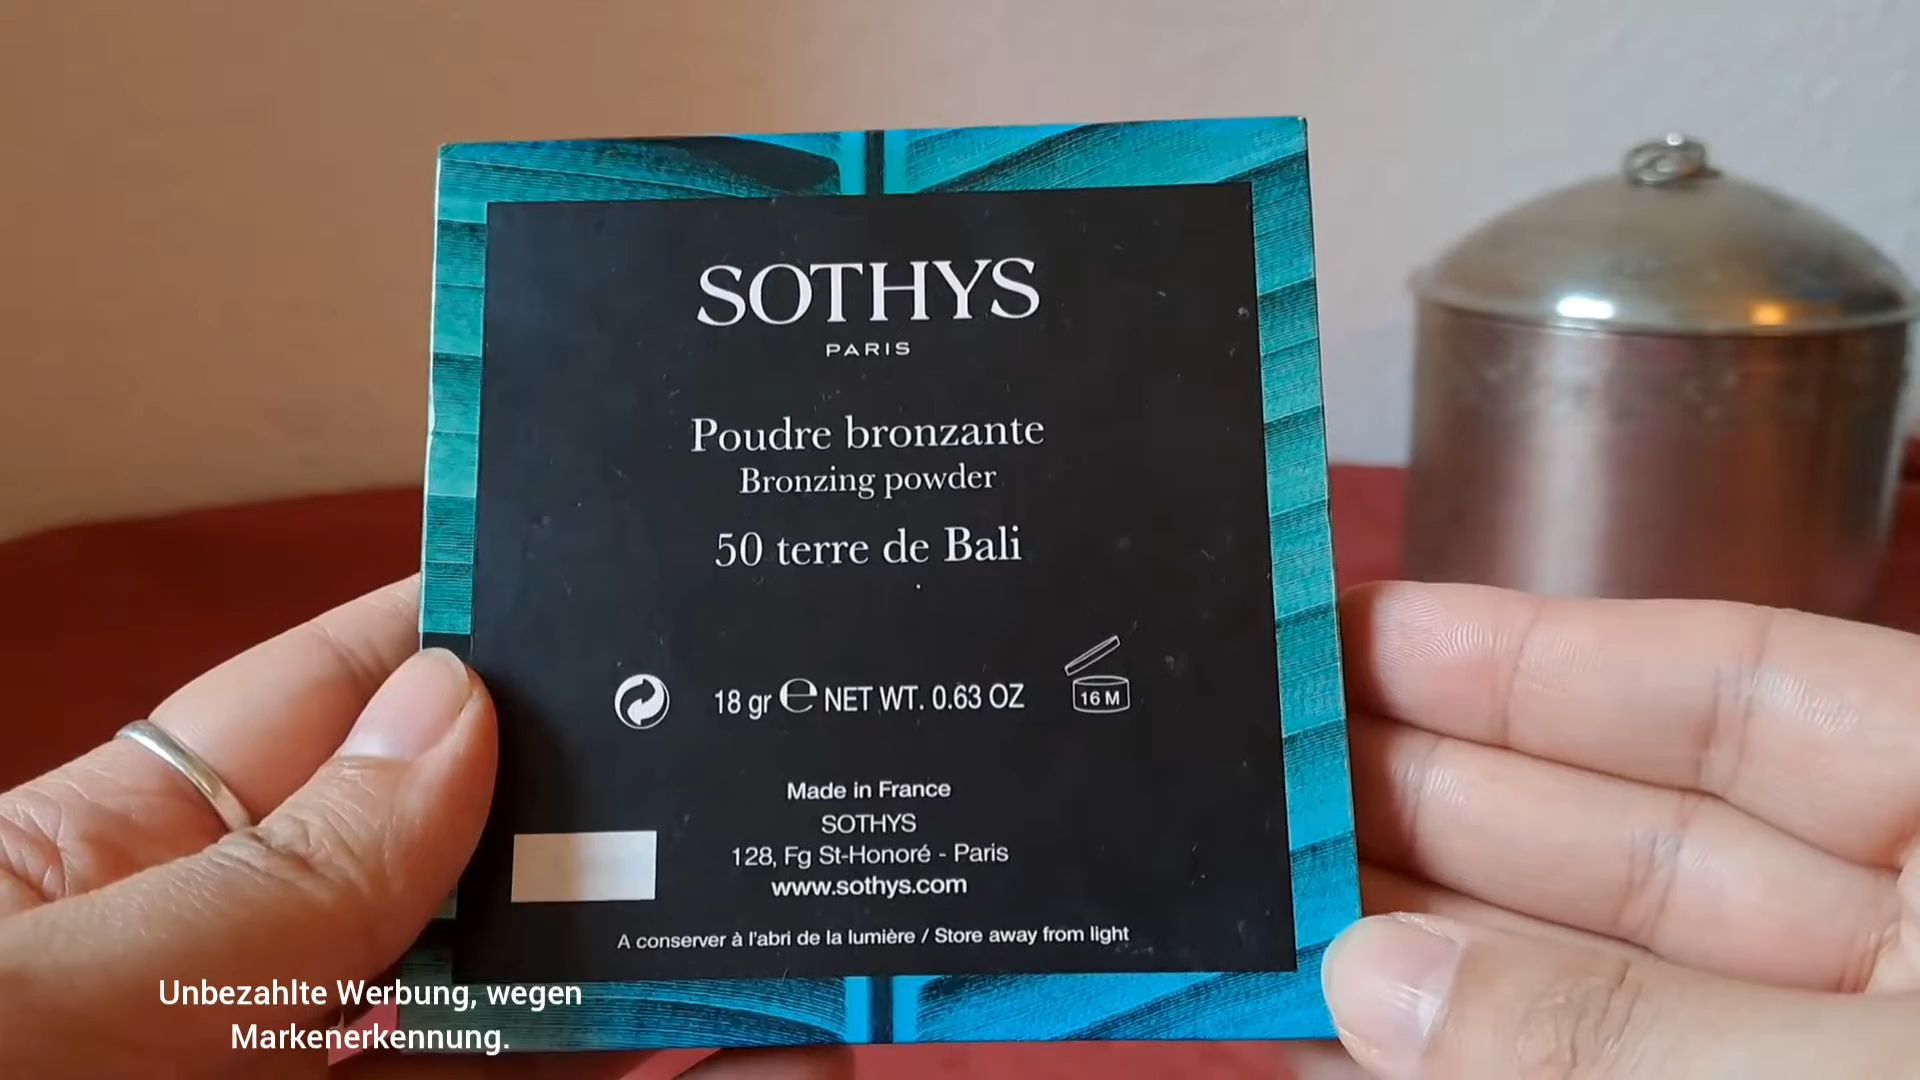 SOTHYS
PARIS
Poudre bronzante
Bronzing powder
50 terre de Bali
18 gr ℮ NET WT. 0.63 OZ
16 M
Made in France
SOTHYS
128, Fg St-Honoré - Paris
www.sothys.com
A conserver à l'abri de la lumière / Store away from light
Unbezahlte Werbung, wegen
Markenerkennung.